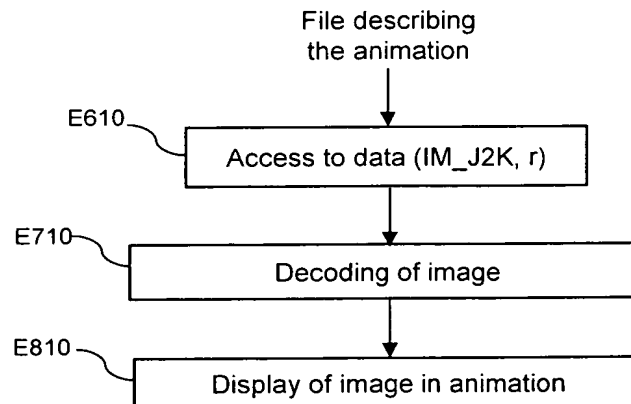 File describing
the animation
E610
Access to data (IM_J2K, r)
E710
Decoding of image
E810
Display of image in animation